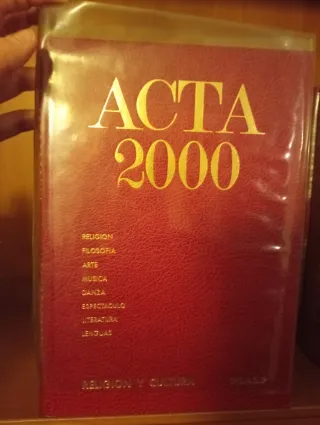 ACTA
2000
RELIGION
FILOSOFIA
ARTE
MUSICA
DANZA
ESPECTACULO
LITERATURA
LENGUAS
RELIGION Y CULTURA